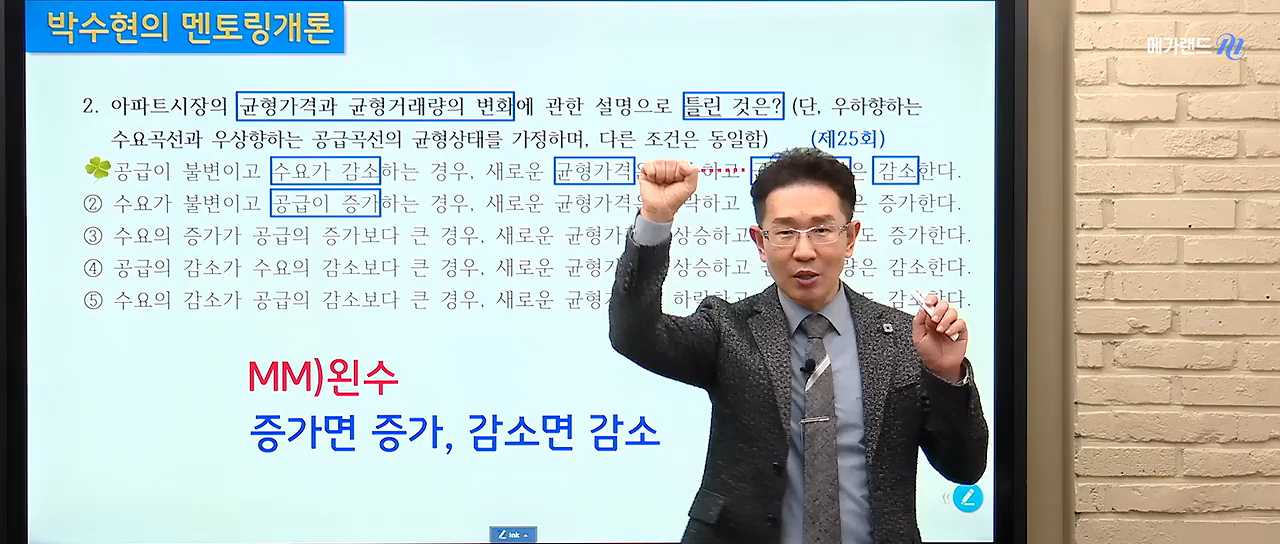 박수현의 멘토링개론
메가랜드
2. 아파트시장의 균형가격과 균형거래량의 변화에 관한 설명으로 틀린 것은? (단, 우하향하는
수요곡선과 우상향하는 공급곡선의 균형상태를 가정하며, 다른 조건은 동일함) (제25회)
공급이 불변이고 수요가 감소하는 경우, 새로운 균형가격은 하고 은 감소한다.
② 수요가 불변이고 공급이 증가하는 경우, 새로운 균형가격은 락하고 은 증가한다.
③ 수요의 증가가 공급의 증가보다 큰 경우, 새로운 균형가 상승하고 도 증가한다.
④ 공급의 감소가 수요의 감소보다 큰 경우, 새로운 균형가 상승하고 량은 감소한다.
⑤ 수요의 감소가 공급의 감소보다 큰 경우, 새로운 균형가 하락하고 도 감소한다.
MM)왼수
증가면 증가, 감소면 감소
Ink